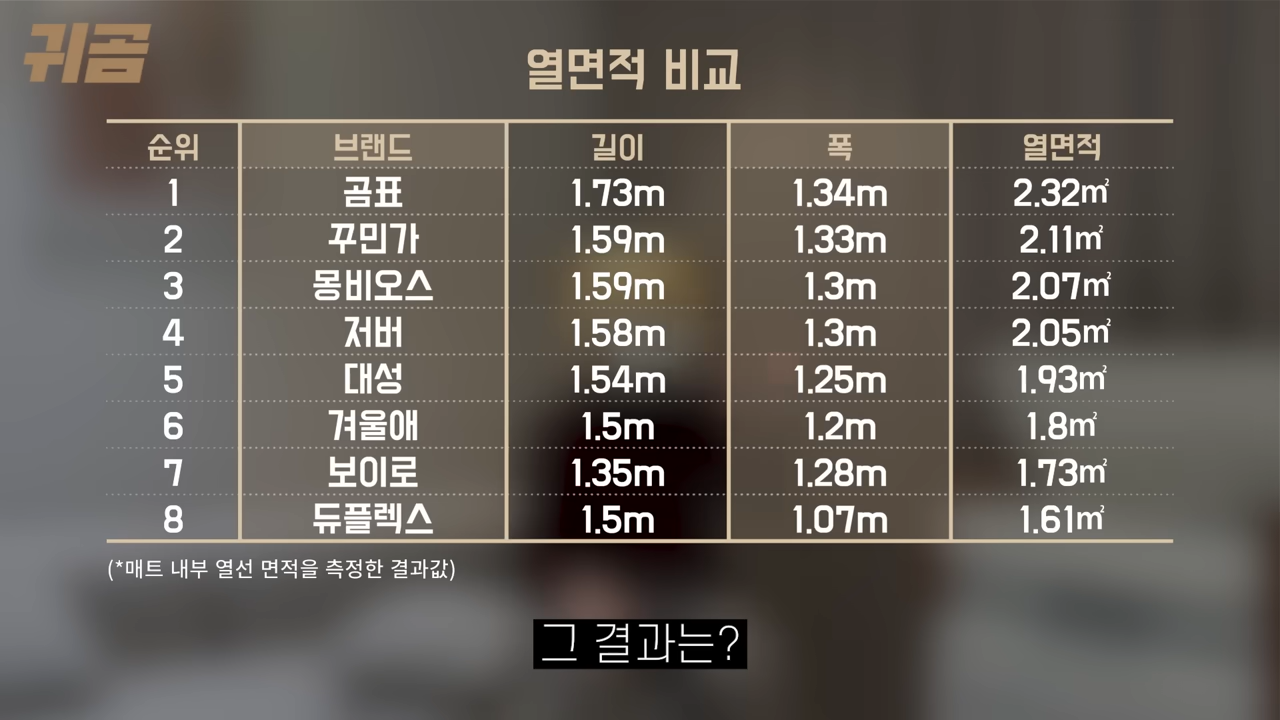 귀곰
열면적 비교
순위 브랜드 길이 폭 열면적
1 곰표 1.73m 1.34m 2.32㎡
2 꾸민가 1.59m 1.33m 2.11㎡
3 몽비오스 1.59m 1.3m 2.07㎡
4 저버 1.58m 1.3m 2.05㎡
5 대성 1.54m 1.25m 1.93㎡
6 겨울애 1.5m 1.2m 1.8㎡
7 보이로 1.35m 1.28m 1.73㎡
8 듀플렉스 1.5m 1.07m 1.61㎡
(*매트 내부 열선 면적을 측정한 결과값)
그 결과는?